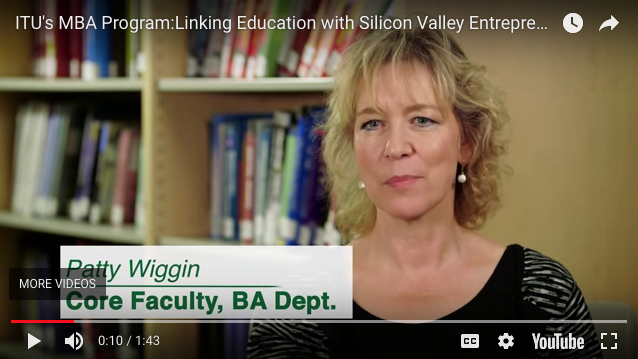 ITU's MBA Program:Linking Education with Silicon Valley Entrepre...
Patty Wiggin
MORE VIDEOS
Core Faculty, BA Dept.
0:10 / 1:43
CC
YouTube